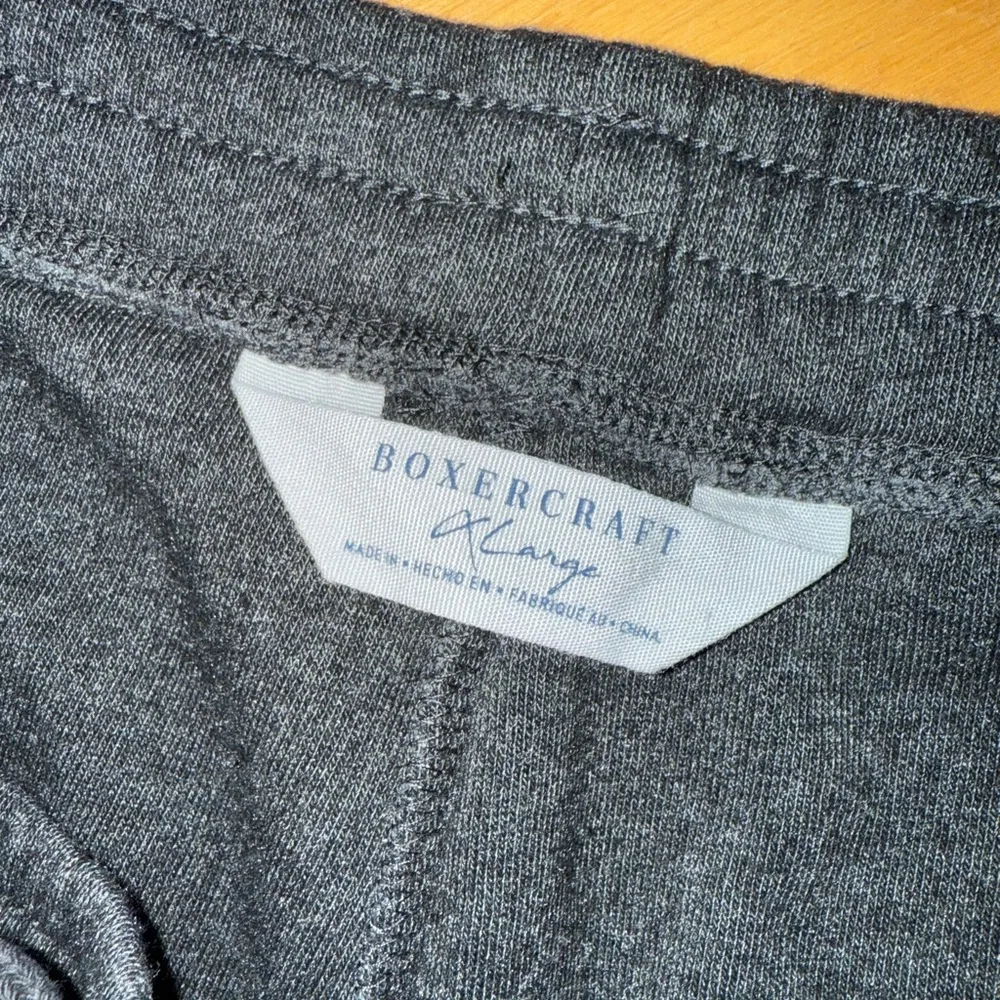 BOXERCRAFT
XLarge
MADE IN • HECHO EN • FABRIQUÉ AU • CHINA